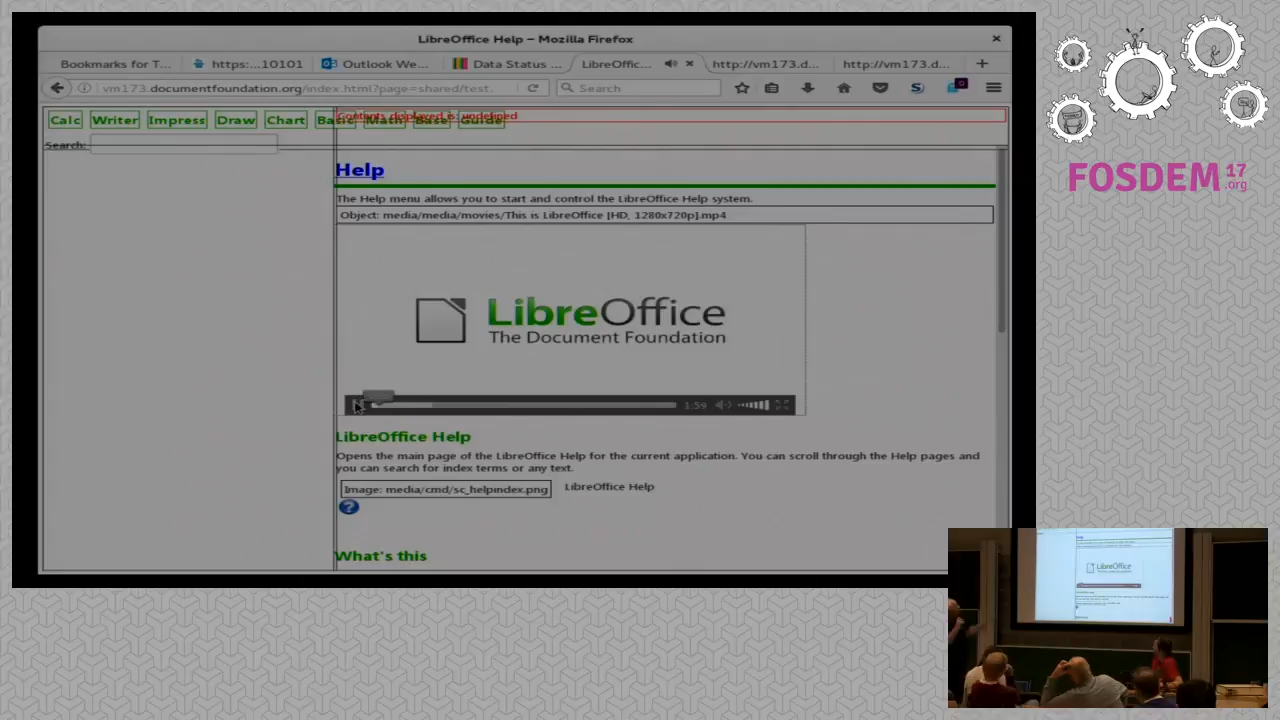 LibreOffice Help − Mozilla Firefox
Bookmarks for T... https:...10101 Outlook We... Data Status ... LibreOffic... http://vm173.d... http://vm173.d...
vm173.documentfoundation.org/index.html?page=shared/test. Search
Calc Writer Impress Draw Chart Basic Math Base Guide
Contents displayed is: undefined
Search:
Help
The Help menu allows you to start and control the LibreOffice Help system.
Object: media/media/movies/This is LibreOffice [HD, 1280x720p].mp4
LibreOffice
The Document Foundation
1:59
LibreOffice Help
Opens the main page of the LibreOffice Help for the current application. You can scroll through the Help pages and
you can search for index terms or any text.
Image: media/cmd/sc_helpindex.png LibreOffice Help
What's this
FOSDEM 17
.org
Help
LibreOffice